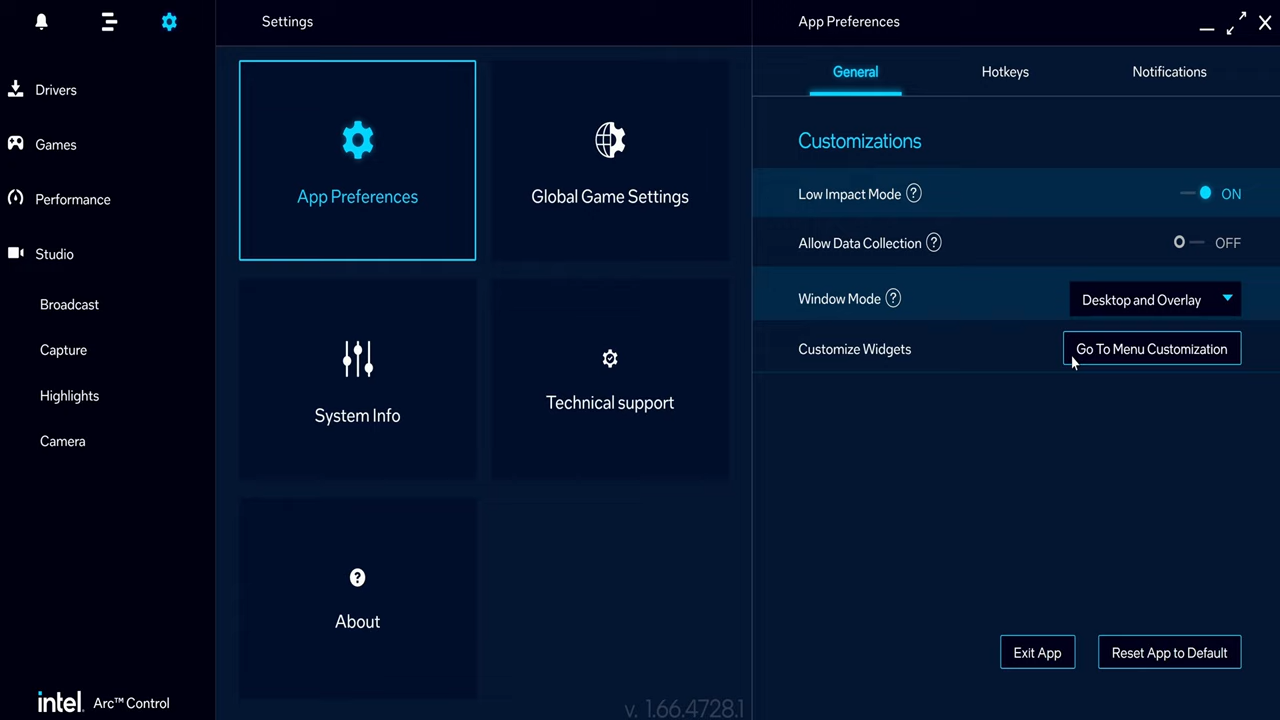 Settings
App Preferences
Drivers
Games
Performance
Studio
Broadcast
Capture
Highlights
Camera
intel Arc™ Control
App Preferences
Global Game Settings
System Info
Technical support
About
v. 1.66.4728.1
General
Hotkeys
Notifications
Customizations
Low Impact Mode ? ON
Allow Data Collection ? OFF
Window Mode ? Desktop and Overlay
Customize Widgets Go To Menu Customization
Exit App
Reset App to Default